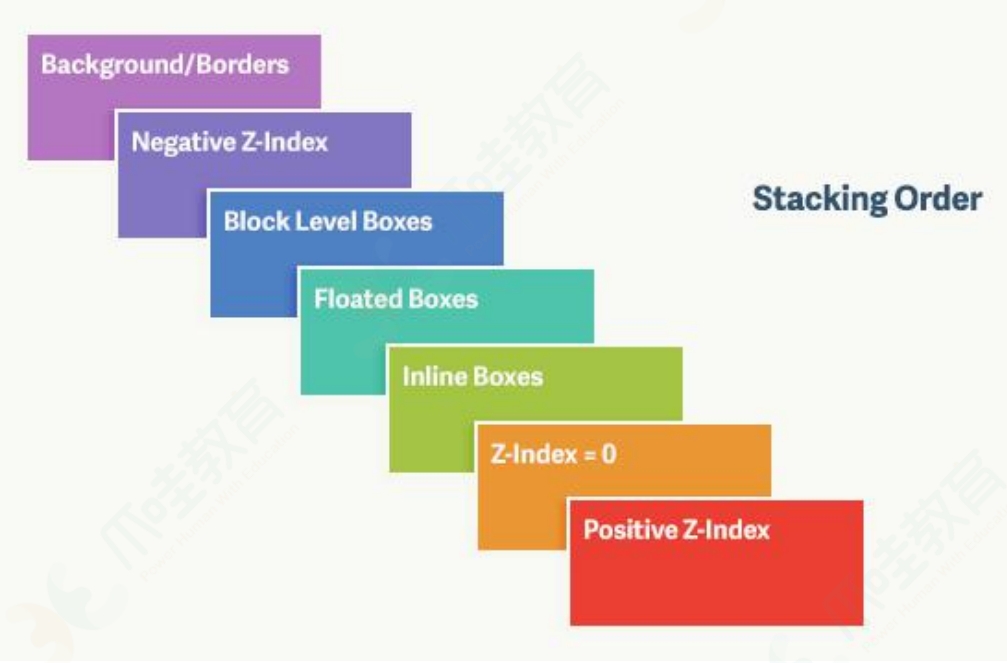 Background/Borders
Negative Z-Index
Stacking Order
Block Level Boxes
Floated Boxes
Inline Boxes
Z-Index = 0
Positive Z-Index